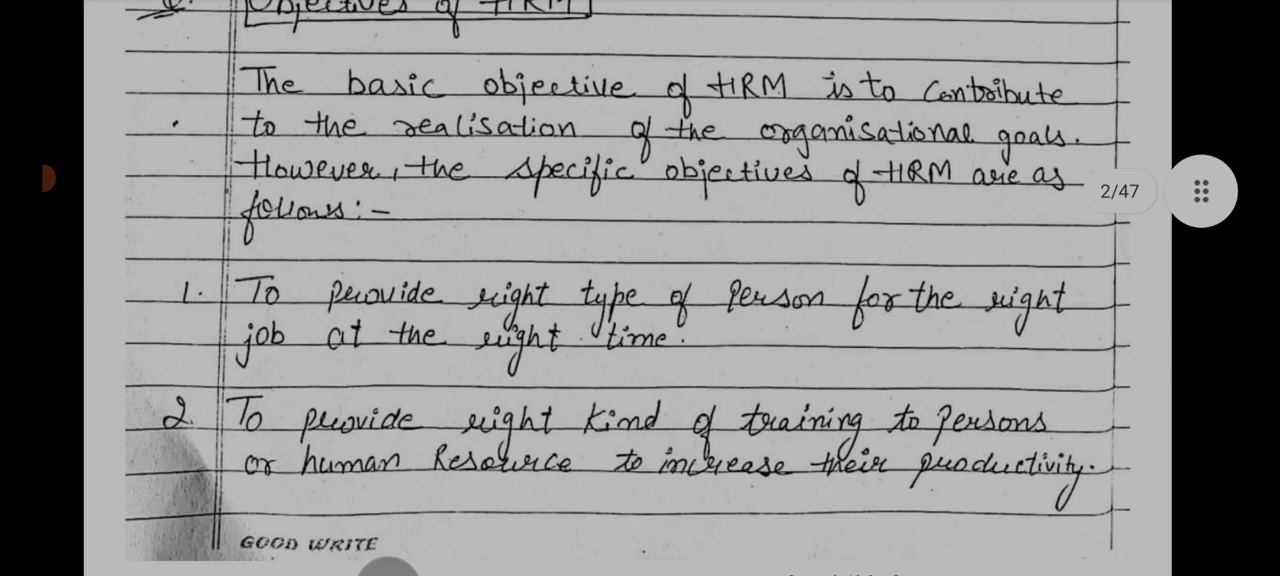 Objectives of HRM
The basic objective of HRM is to contribute
to the realisation of the organisational goals.
However, the specific objectives of HRM are as
follows:-
2/47
1. To provide right type of Person for the right
job at the right time.
2. To provide right kind of training to Persons
or human Resource to increase their productivity.
GOOD WRITE